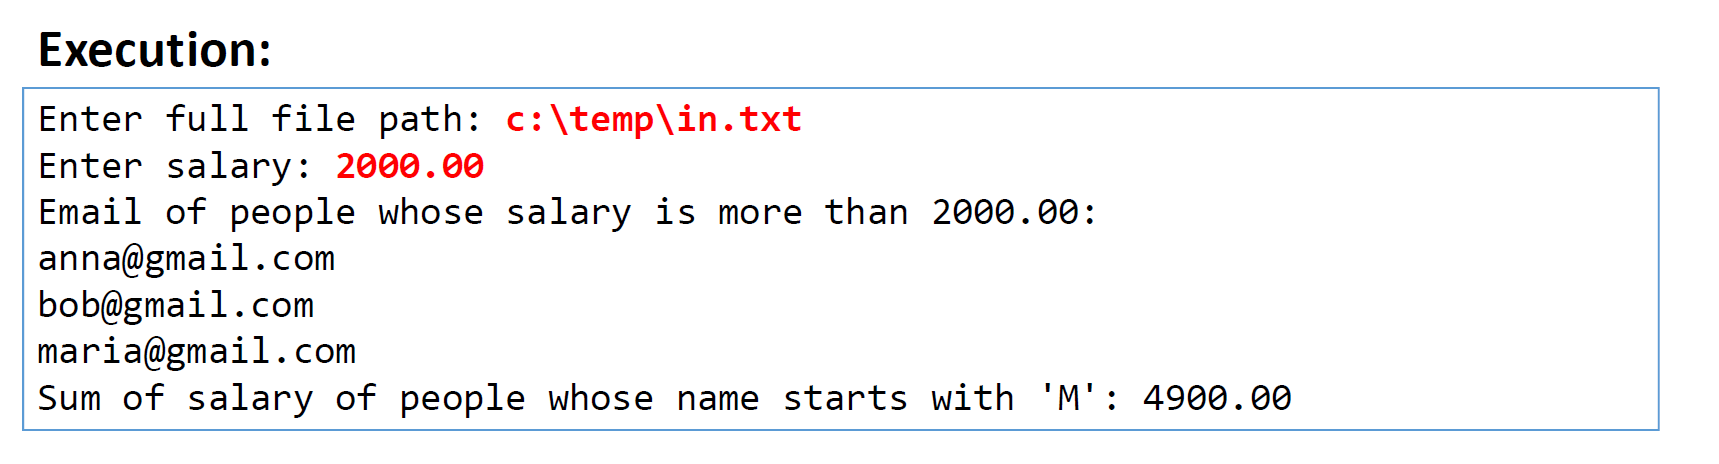 Execution:
Enter full file path: c:\temp\in.txt
Enter salary: 2000.00
Email of people whose salary is more than 2000.00:
anna@gmail.com
bob@gmail.com
maria@gmail.com
Sum of salary of people whose name starts with 'M': 4900.00